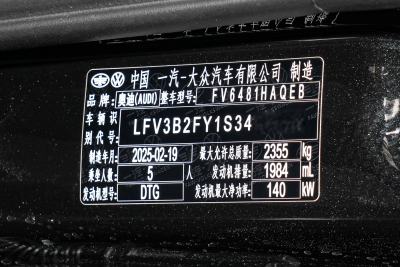 中国 一汽-大众汽车有限公司 制造
品牌 奥迪(AUDI) 整车型号 FV6481HAQEB
车辆识别代号 LFV3B2FY1S34
制造年月 2025-02-19 最大允许总质量 2355 kg
乘坐人数 5 人 发动机排量 1984 mL
发动机型号 DTG 发动机最大净功率 140 kW